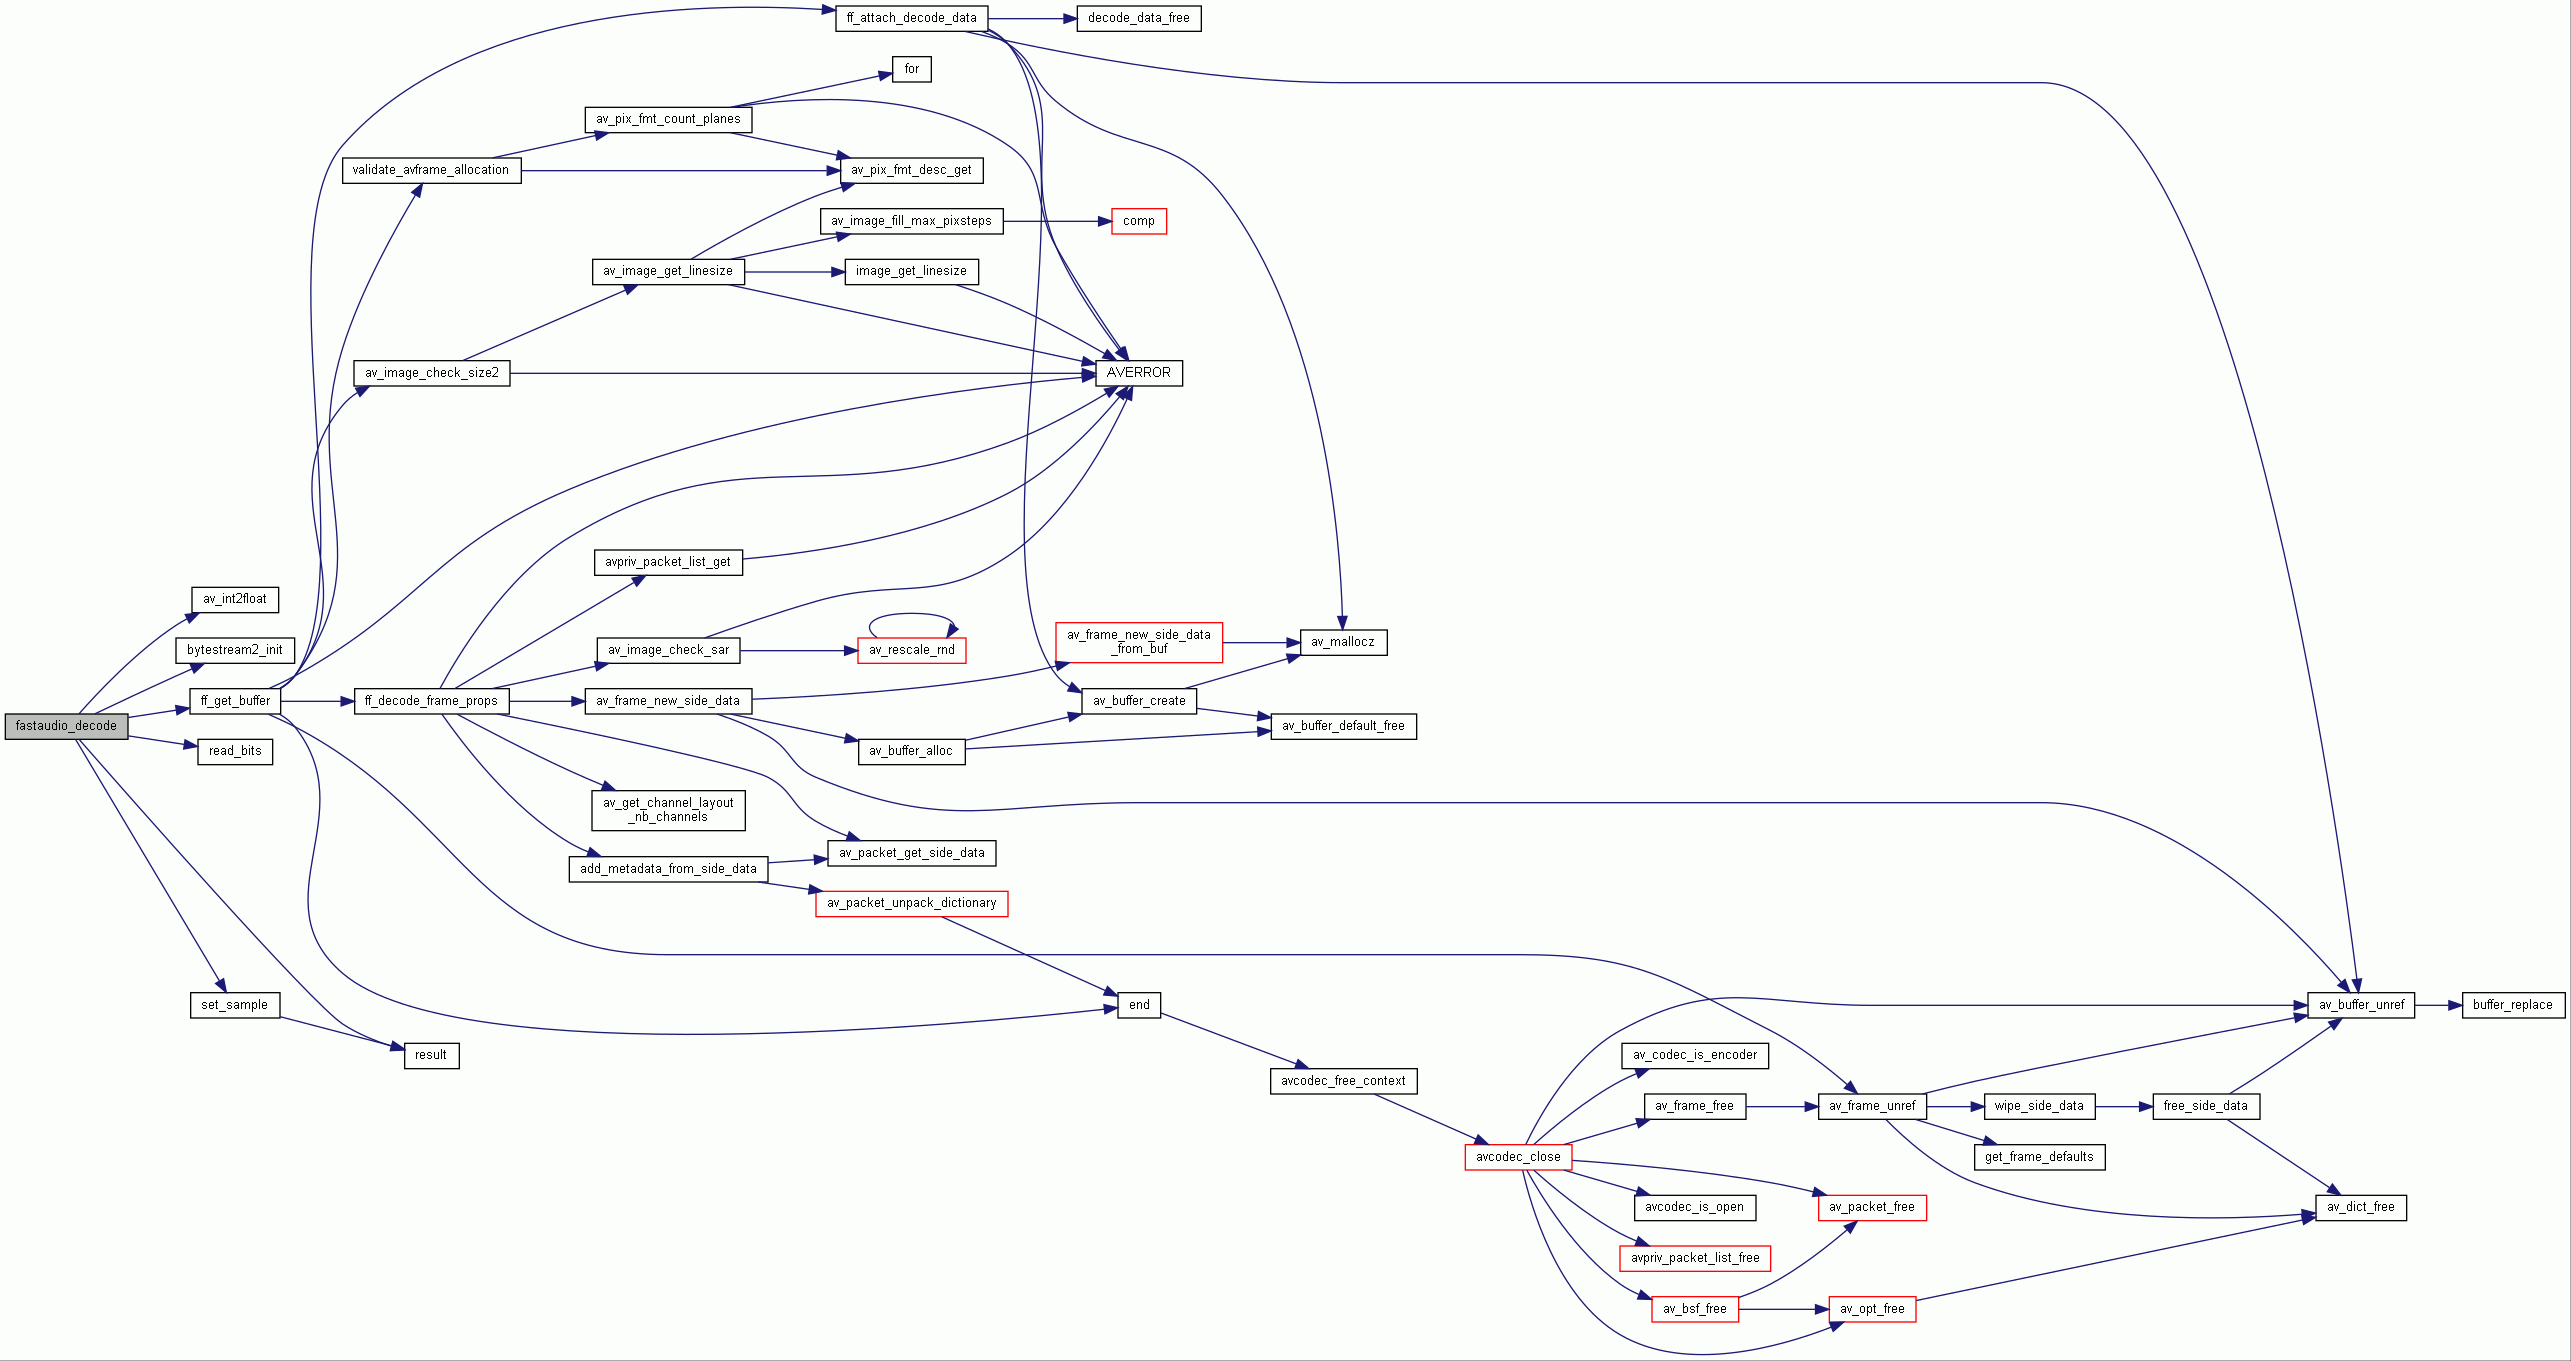 ff_attach_decode_data
decode_data_free
for
av_pix_fmt_count_planes
validate_avframe_allocation
av_pix_fmt_desc_get
av_image_fill_max_pixsteps
comp
av_image_get_linesize
image_get_linesize
av_image_check_size2
AVERROR
avpriv_packet_list_get
av_int2float
bytestream2_init
av_image_check_sar
av_rescale_rnd
av_frame_new_side_data
_from_buf
av_mallocz
ff_get_buffer
ff_decode_frame_props
av_frame_new_side_data
av_buffer_create
fastaudio_decode
av_buffer_default_free
read_bits
av_buffer_alloc
av_get_channel_layout
_nb_channels
av_packet_get_side_data
add_metadata_from_side_data
av_packet_unpack_dictionary
set_sample
end
av_buffer_unref
buffer_replace
result
av_codec_is_encoder
avcodec_free_context
av_frame_free
av_frame_unref
wipe_side_data
free_side_data
avcodec_close
get_frame_defaults
avcodec_is_open
av_packet_free
av_dict_free
avpriv_packet_list_free
av_bsf_free
av_opt_free